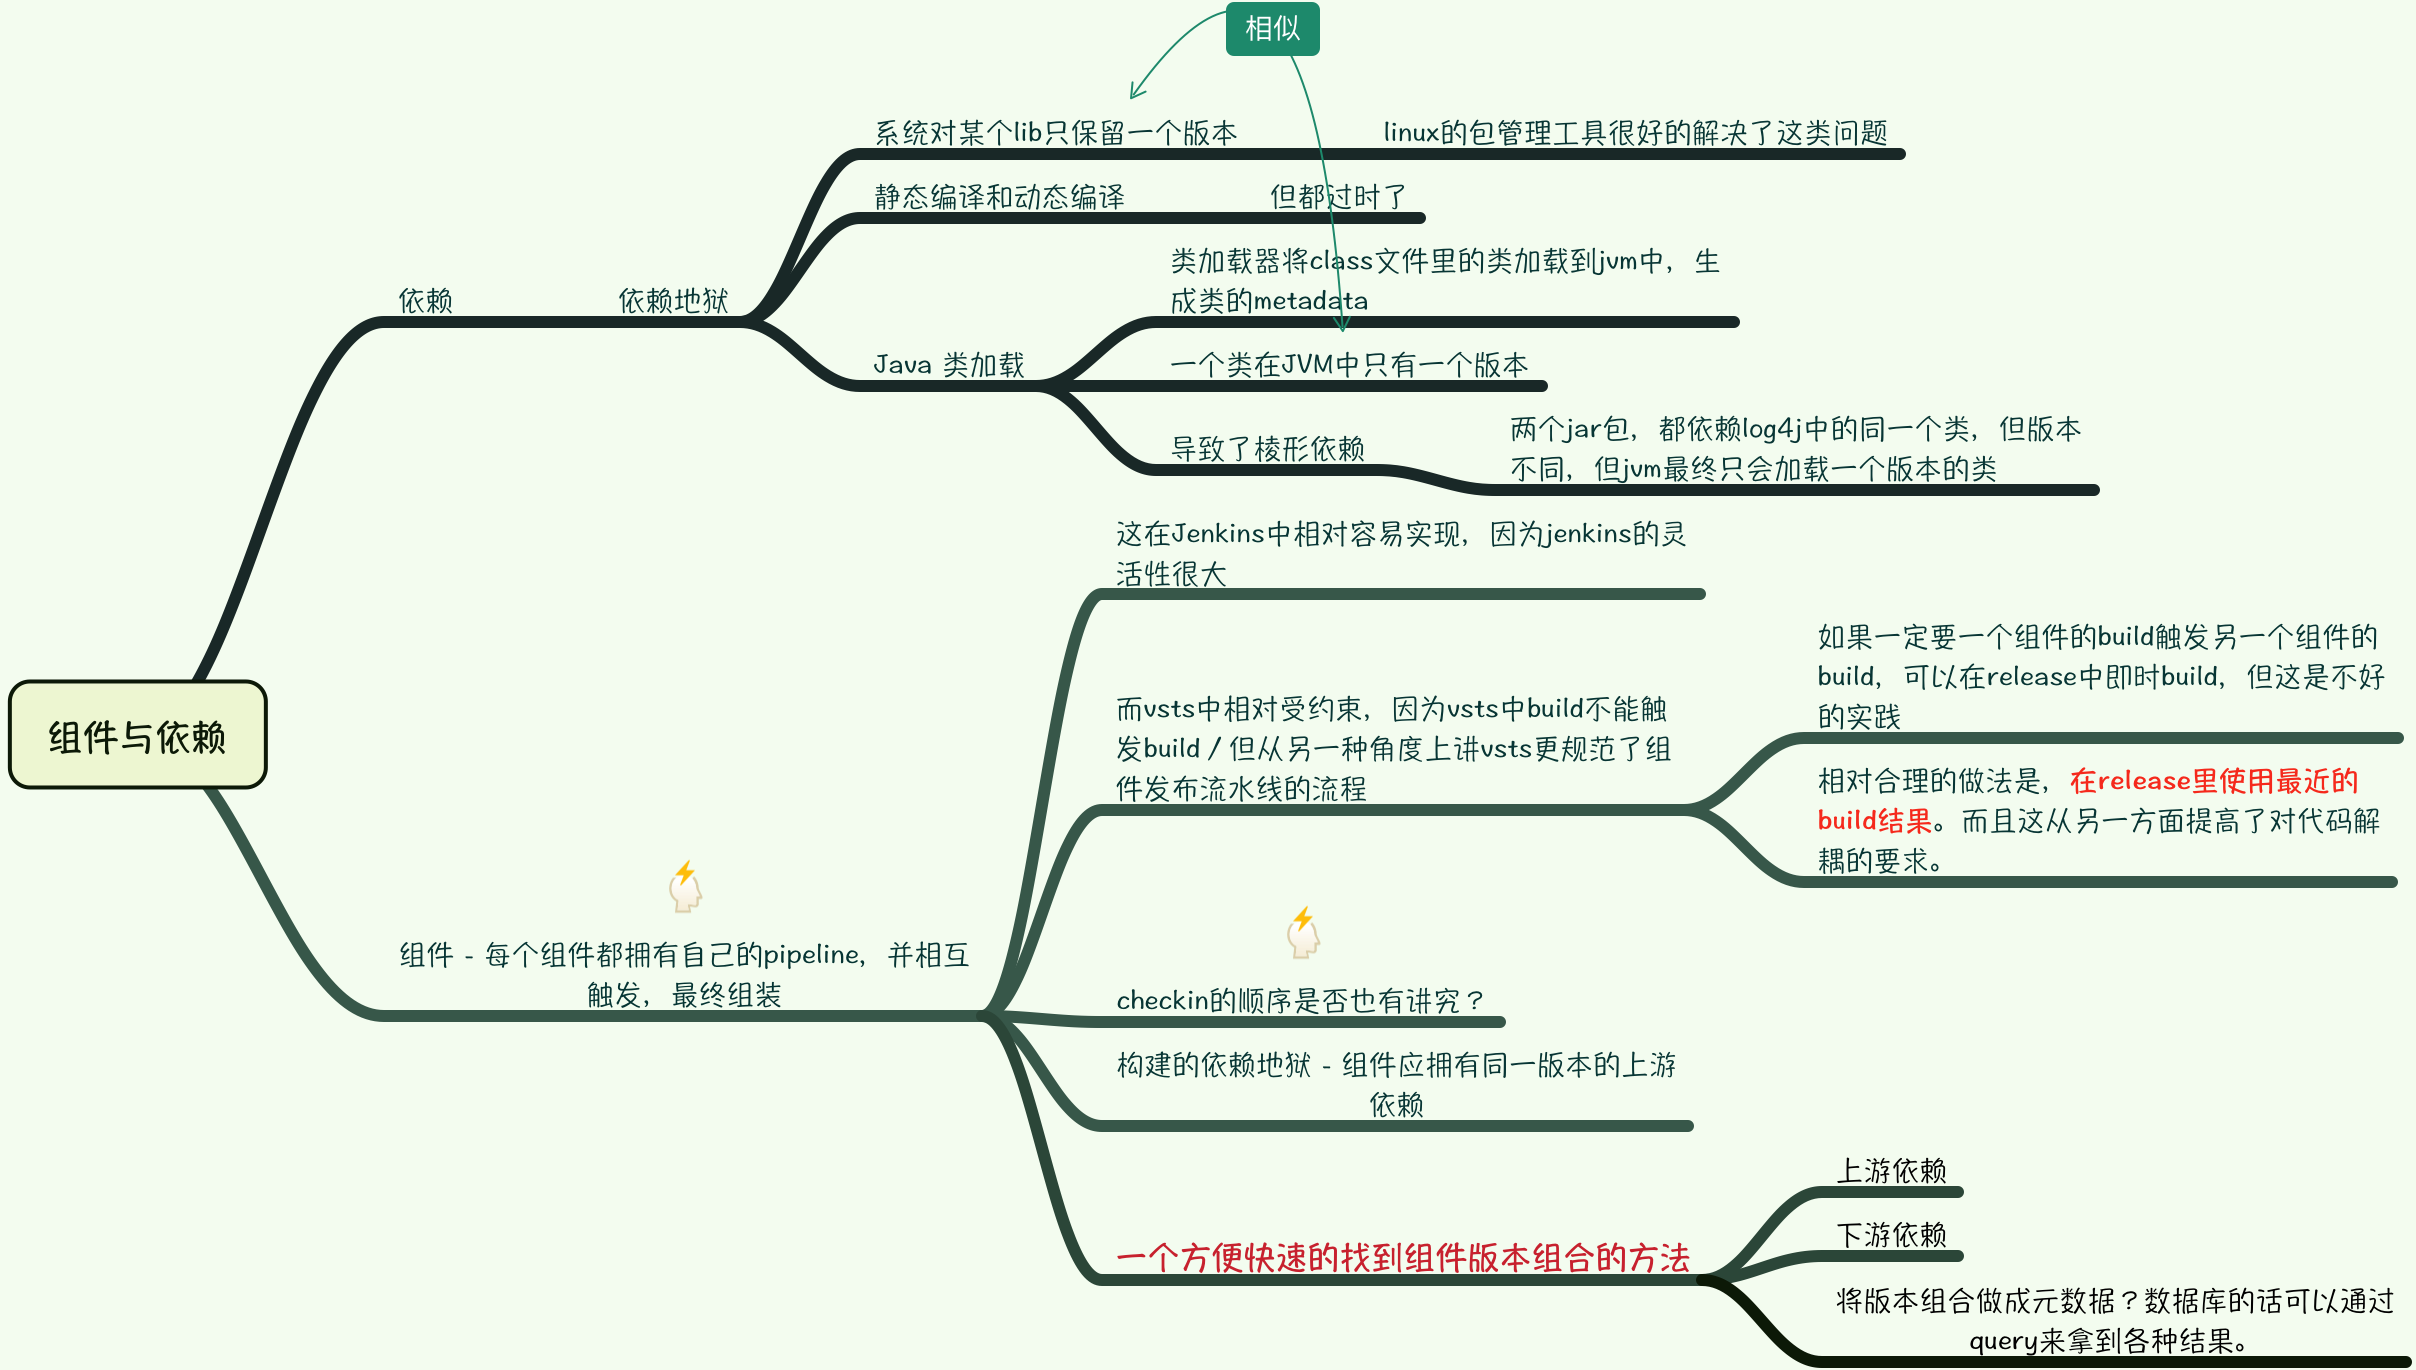 相似
系统对某个lib只保留一个版本
linux的包管理工具很好的解决了这类问题
静态编译和动态编译
但都过时了
类加载器将class文件里的类加载到jvm中，生
成类的metadata
依赖
依赖地狱
Java 类加载
一个类在JVM中只有一个版本
导致了棱形依赖
两个jar包，都依赖log4j中的同一个类，但版本
不同，但jvm最终只会加载一个版本的类
这在Jenkins中相对容易实现，因为jenkins的灵
活性很大
如果一定要一个组件的build触发另一个组件的
build，可以在release中即时build，但这是不好
的实践
组件与依赖
而vsts中相对受约束，因为vsts中build不能触
发build / 但从另一种角度上讲vsts更规范了组
件发布流水线的流程
相对合理的做法是，在release里使用最近的
build结果。而且这从另一方面提高了对代码解
耦的要求。
组件 - 每个组件都拥有自己的pipeline，并相互
触发，最终组装
checkin的顺序是否也有讲究？
构建的依赖地狱 - 组件应拥有同一版本的上游
依赖
一个方便快速的找到组件版本组合的方法
上游依赖
下游依赖
将版本组合做成元数据？数据库的话可以通过
query来拿到各种结果。